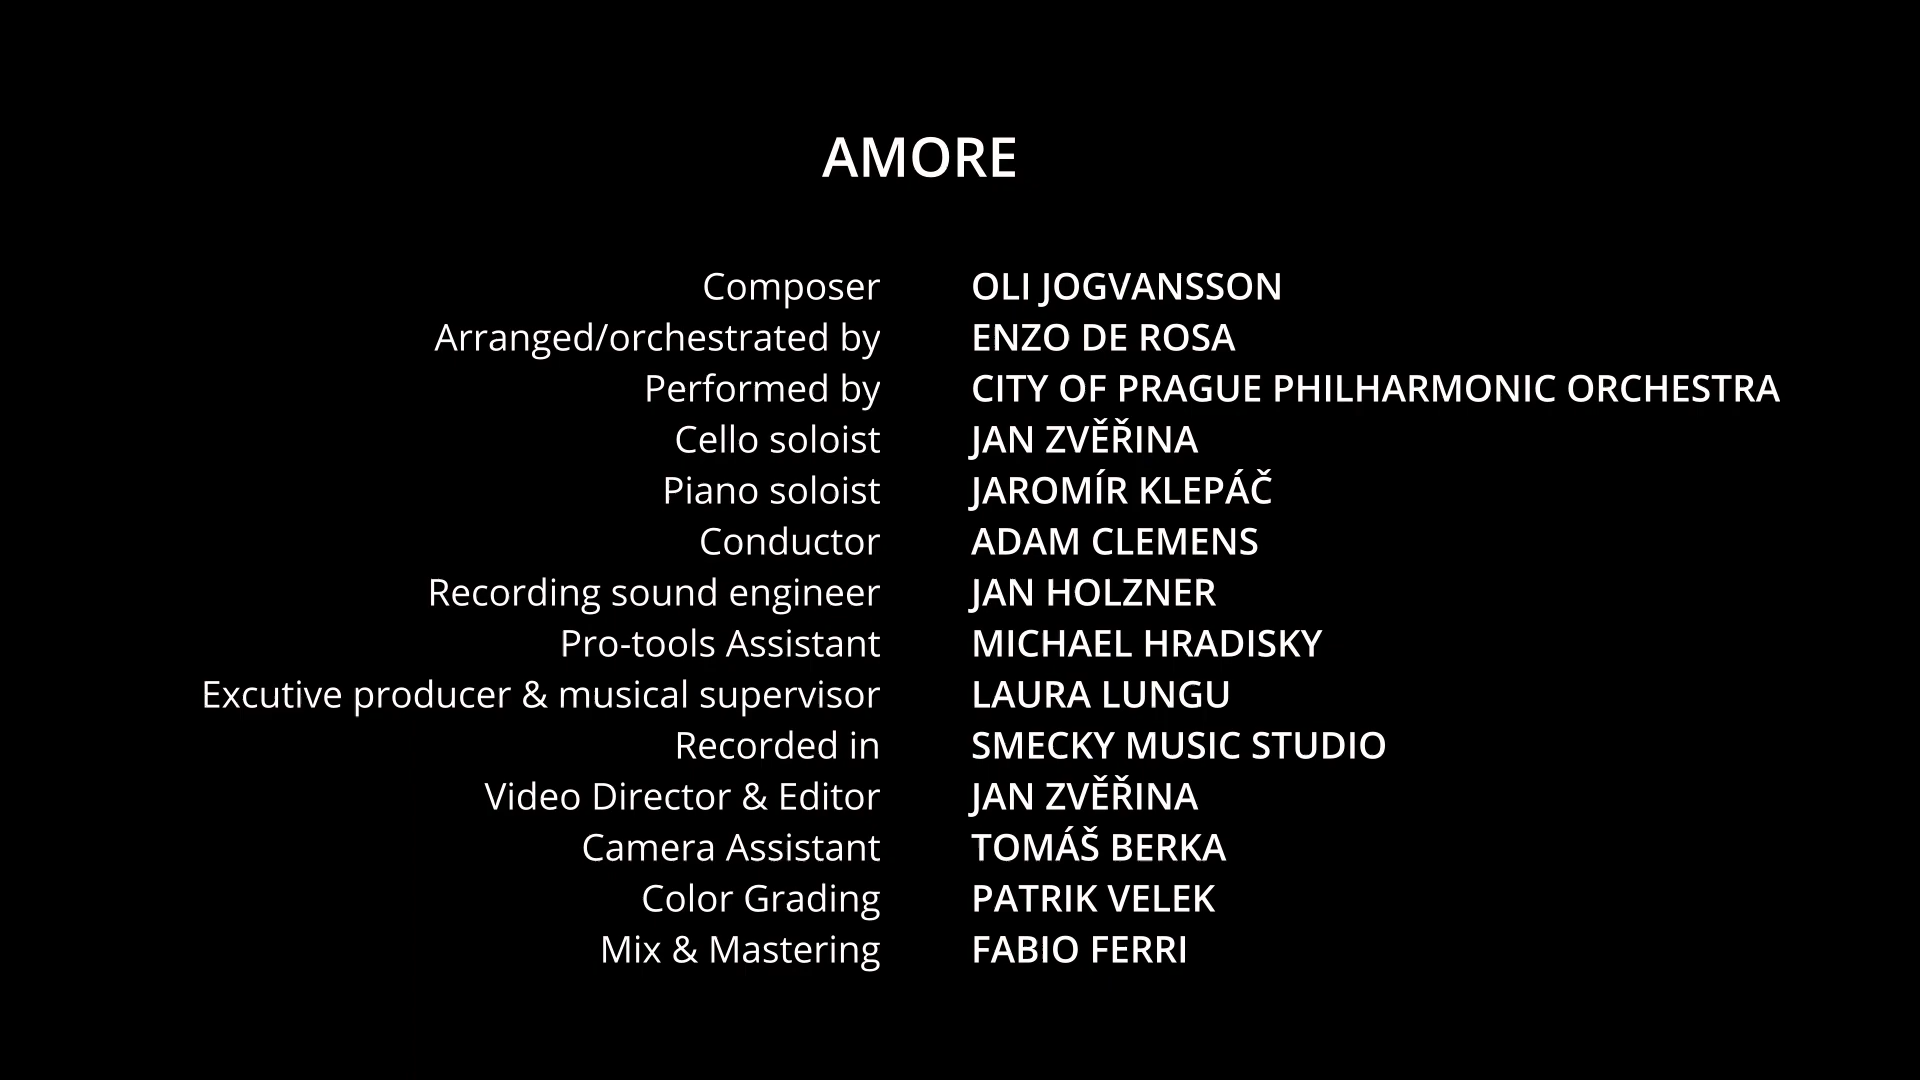 AMORE
Composer OLI JOGVANSSON
Arranged/orchestrated by ENZO DE ROSA
Performed by CITY OF PRAGUE PHILHARMONIC ORCHESTRA
Cello soloist JAN ZVĚŘINA
Piano soloist JAROMÍR KLEPÁČ
Conductor ADAM CLEMENS
Recording sound engineer JAN HOLZNER
Pro-tools Assistant MICHAEL HRADISKY
Excutive producer & musical supervisor LAURA LUNGU
Recorded in SMECKY MUSIC STUDIO
Video Director & Editor JAN ZVĚŘINA
Camera Assistant TOMÁŠ BERKA
Color Grading PATRIK VELEK
Mix & Mastering FABIO FERRI